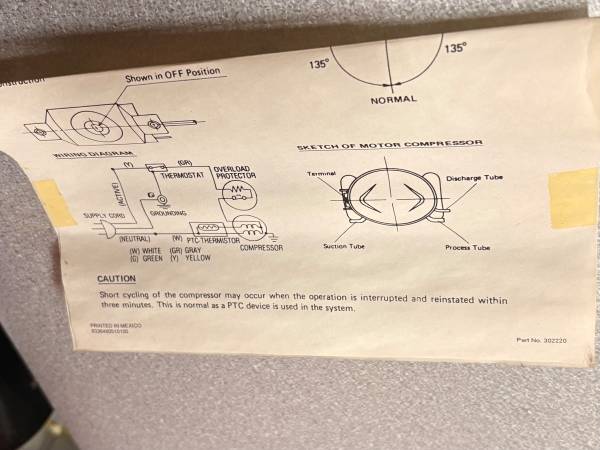 Shown in OFF Position
135°
135°
NORMAL
WIRING DIAGRAM
(Y)
(GR)
THERMOSTAT
OVERLOAD
PROTECTOR
(ACTIVE)
G
GROUNDING
SUPPLY CORD
(NEUTRAL)
(W)
PTC-THERMISTOR
COMPRESSOR
(W) WHITE (GR) GRAY
(G) GREEN (Y) YELLOW
SKETCH OF MOTOR COMPRESSOR
Terminal
Discharge Tube
Suction Tube
Process Tube
CAUTION
Short cycling of the compressor may occur when the operation is interrupted and reinstated within
three minutes. This is normal as a PTC device is used in the system.
PRINTED IN MEXICO
Part No. 302220